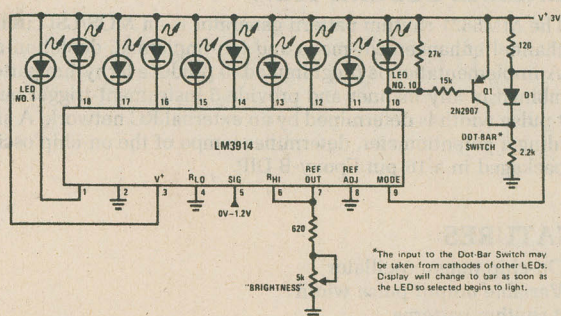 V⁺ 3V
120
27k
LED
NO. 1
LED
NO. 10
15k
Q1
2N2907
D1
18 17 16 15 14 13 12 11 10
DOT-BAR*
SWITCH
2.2k
LM3914
V⁺ RLO SIG RHI REF OUT REF ADJ MODE
1 2 3 4 5 6 7 8 9
0V–1.2V
620
5k
"BRIGHTNESS"
*The input to the Dot-Bar Switch may
be taken from cathodes of other LEDs.
Display will change to bar as soon as
the LED so selected begins to light.